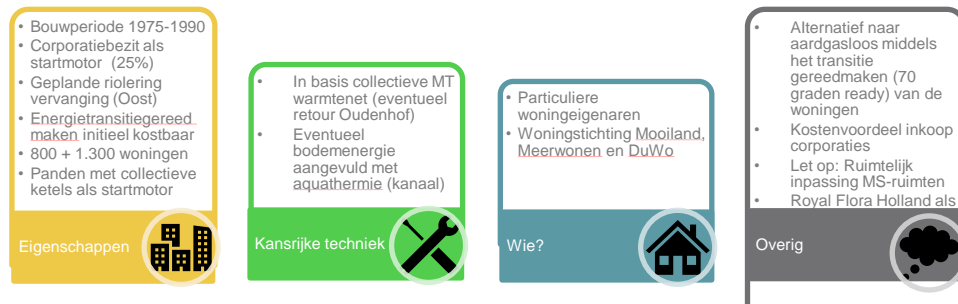 • Bouwperiode 1975-1990
• Corporatiebezit als
startmotor (25%)
• Geplande riolering
vervanging (Oost)
• Energietransitiegereed
maken initieel kostbaar
• 800 + 1.300 woningen
• Panden met collectieve
ketels als startmotor
Eigenschappen
• In basis collectieve MT
warmtenet (eventueel
retour Oudenhof)
• Eventueel
bodemenergie
aangevuld met
aquathermie (kanaal)
Kansrijke techniek
• Particuliere
woningeigenaren
• Woningstichting Mooiland,
Meerwonen en DuWo
Wie?
• Alternatief naar
aardgasloos middels
het transitie
gereedmaken (70
graden ready) van de
woningen
• Kostenvoordeel inkoop
corporaties
• Let op: Ruimtelijk
inpassing MS-ruimten
• Royal Flora Holland als
Overig